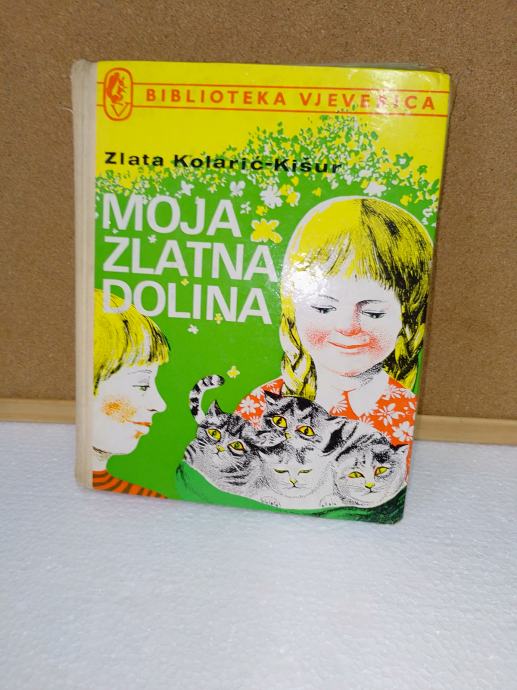 BIBLIOTEKA VJEVERICA
Zlata Kolarić-Kišur
MOJA
ZLATNA
DOLINA